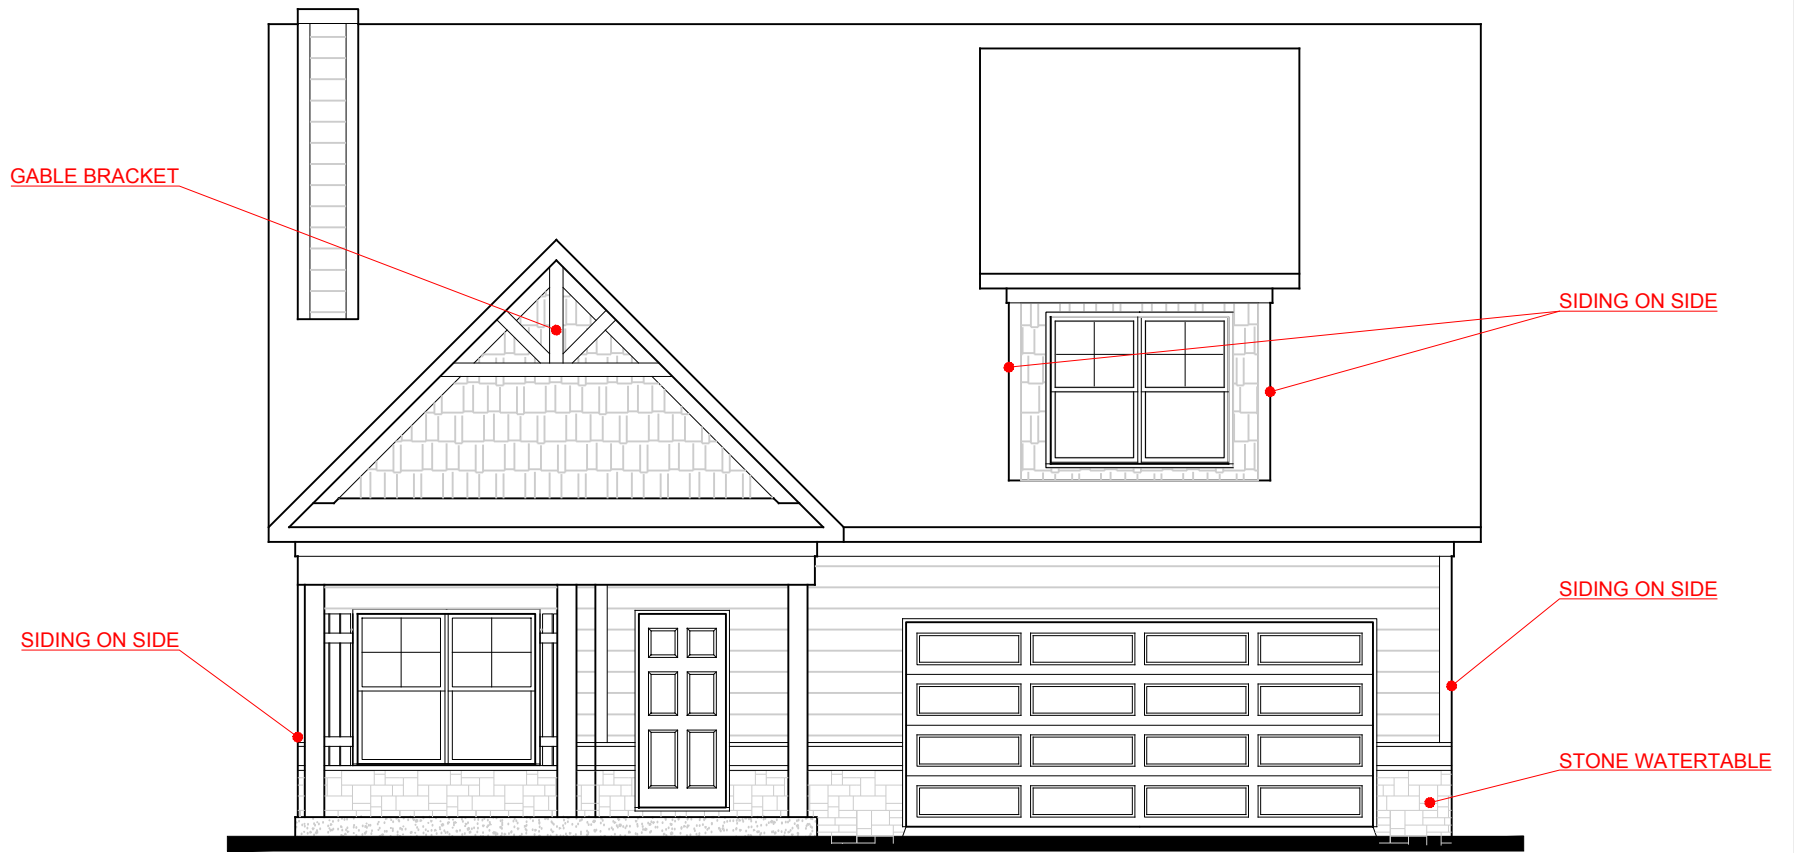 GABLE BRACKET
SIDING ON SIDE
SIDING ON SIDE
SIDING ON SIDE
STONE WATERTABLE